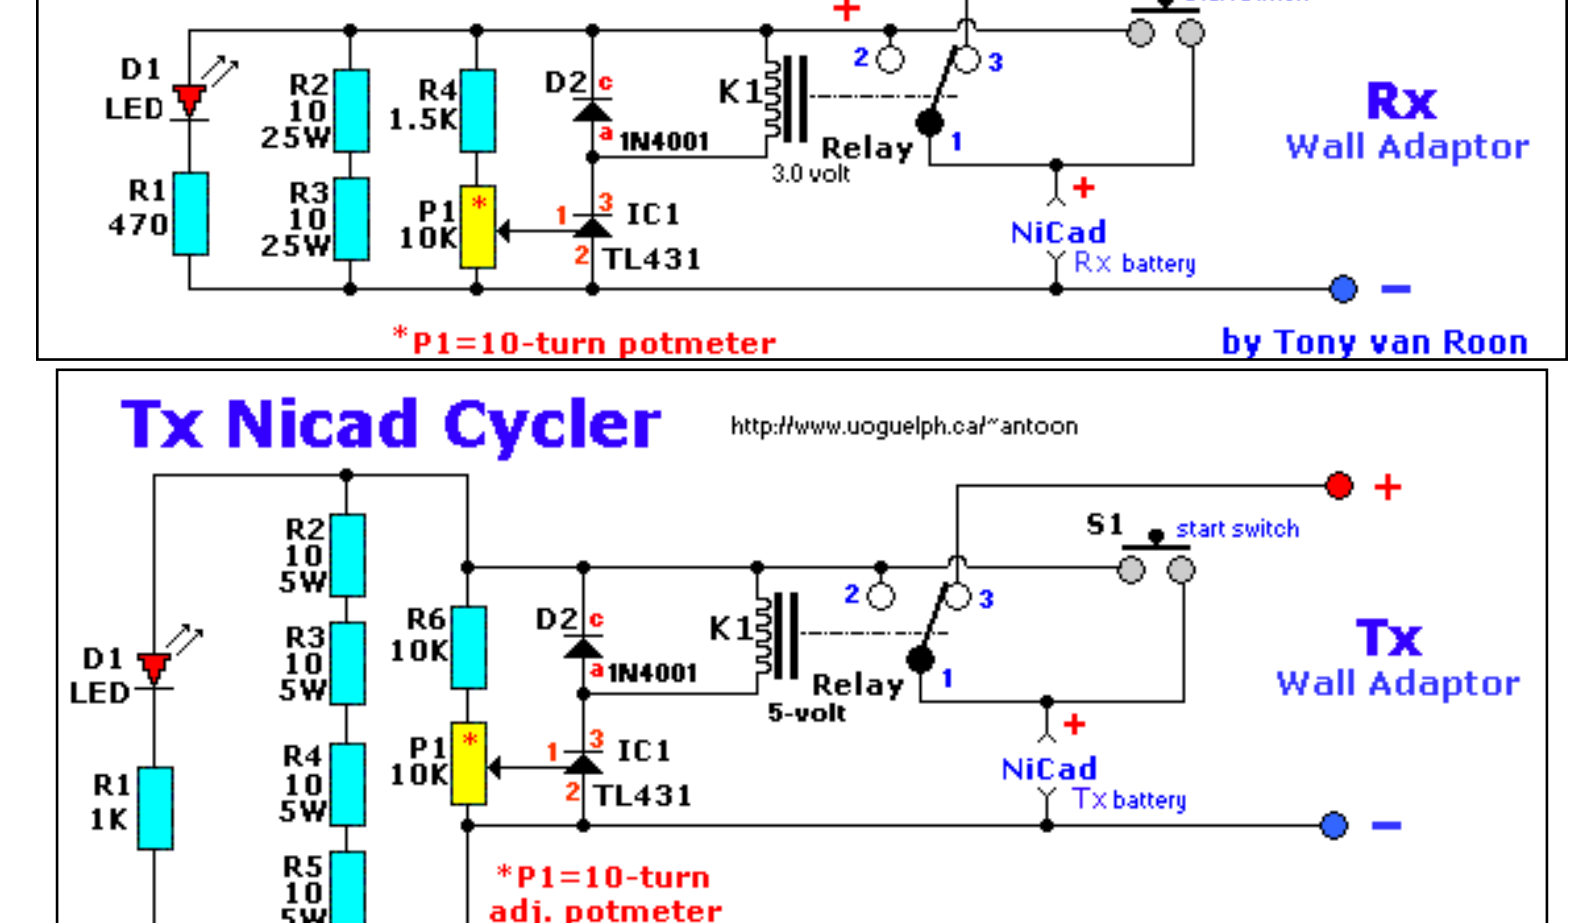 +
2
3
D1
LED
R2
10
25W
R4
1.5K
D2
c
a
1N4001
K1
Relay
3.0 volt
1
Rx
Wall Adaptor
R1
470
R3
10
25W
P1
10K
*
1
3
2
IC1
TL431
+
NiCad
Rx battery
−
*P1=10-turn potmeter
by Tony van Roon
Tx Nicad Cycler
http://www.uoguelph.ca/~antoon
+
S1
start switch
R2
10
5W
2
3
R6
10K
D2
c
a
1N4001
K1
Relay
5-volt
1
Tx
Wall Adaptor
D1
LED
R3
10
5W
R4
10
5W
P1
10K
*
1
3
2
IC1
TL431
+
NiCad
Tx battery
−
R1
1K
R5
10
5W
*P1=10-turn
adj. potmeter